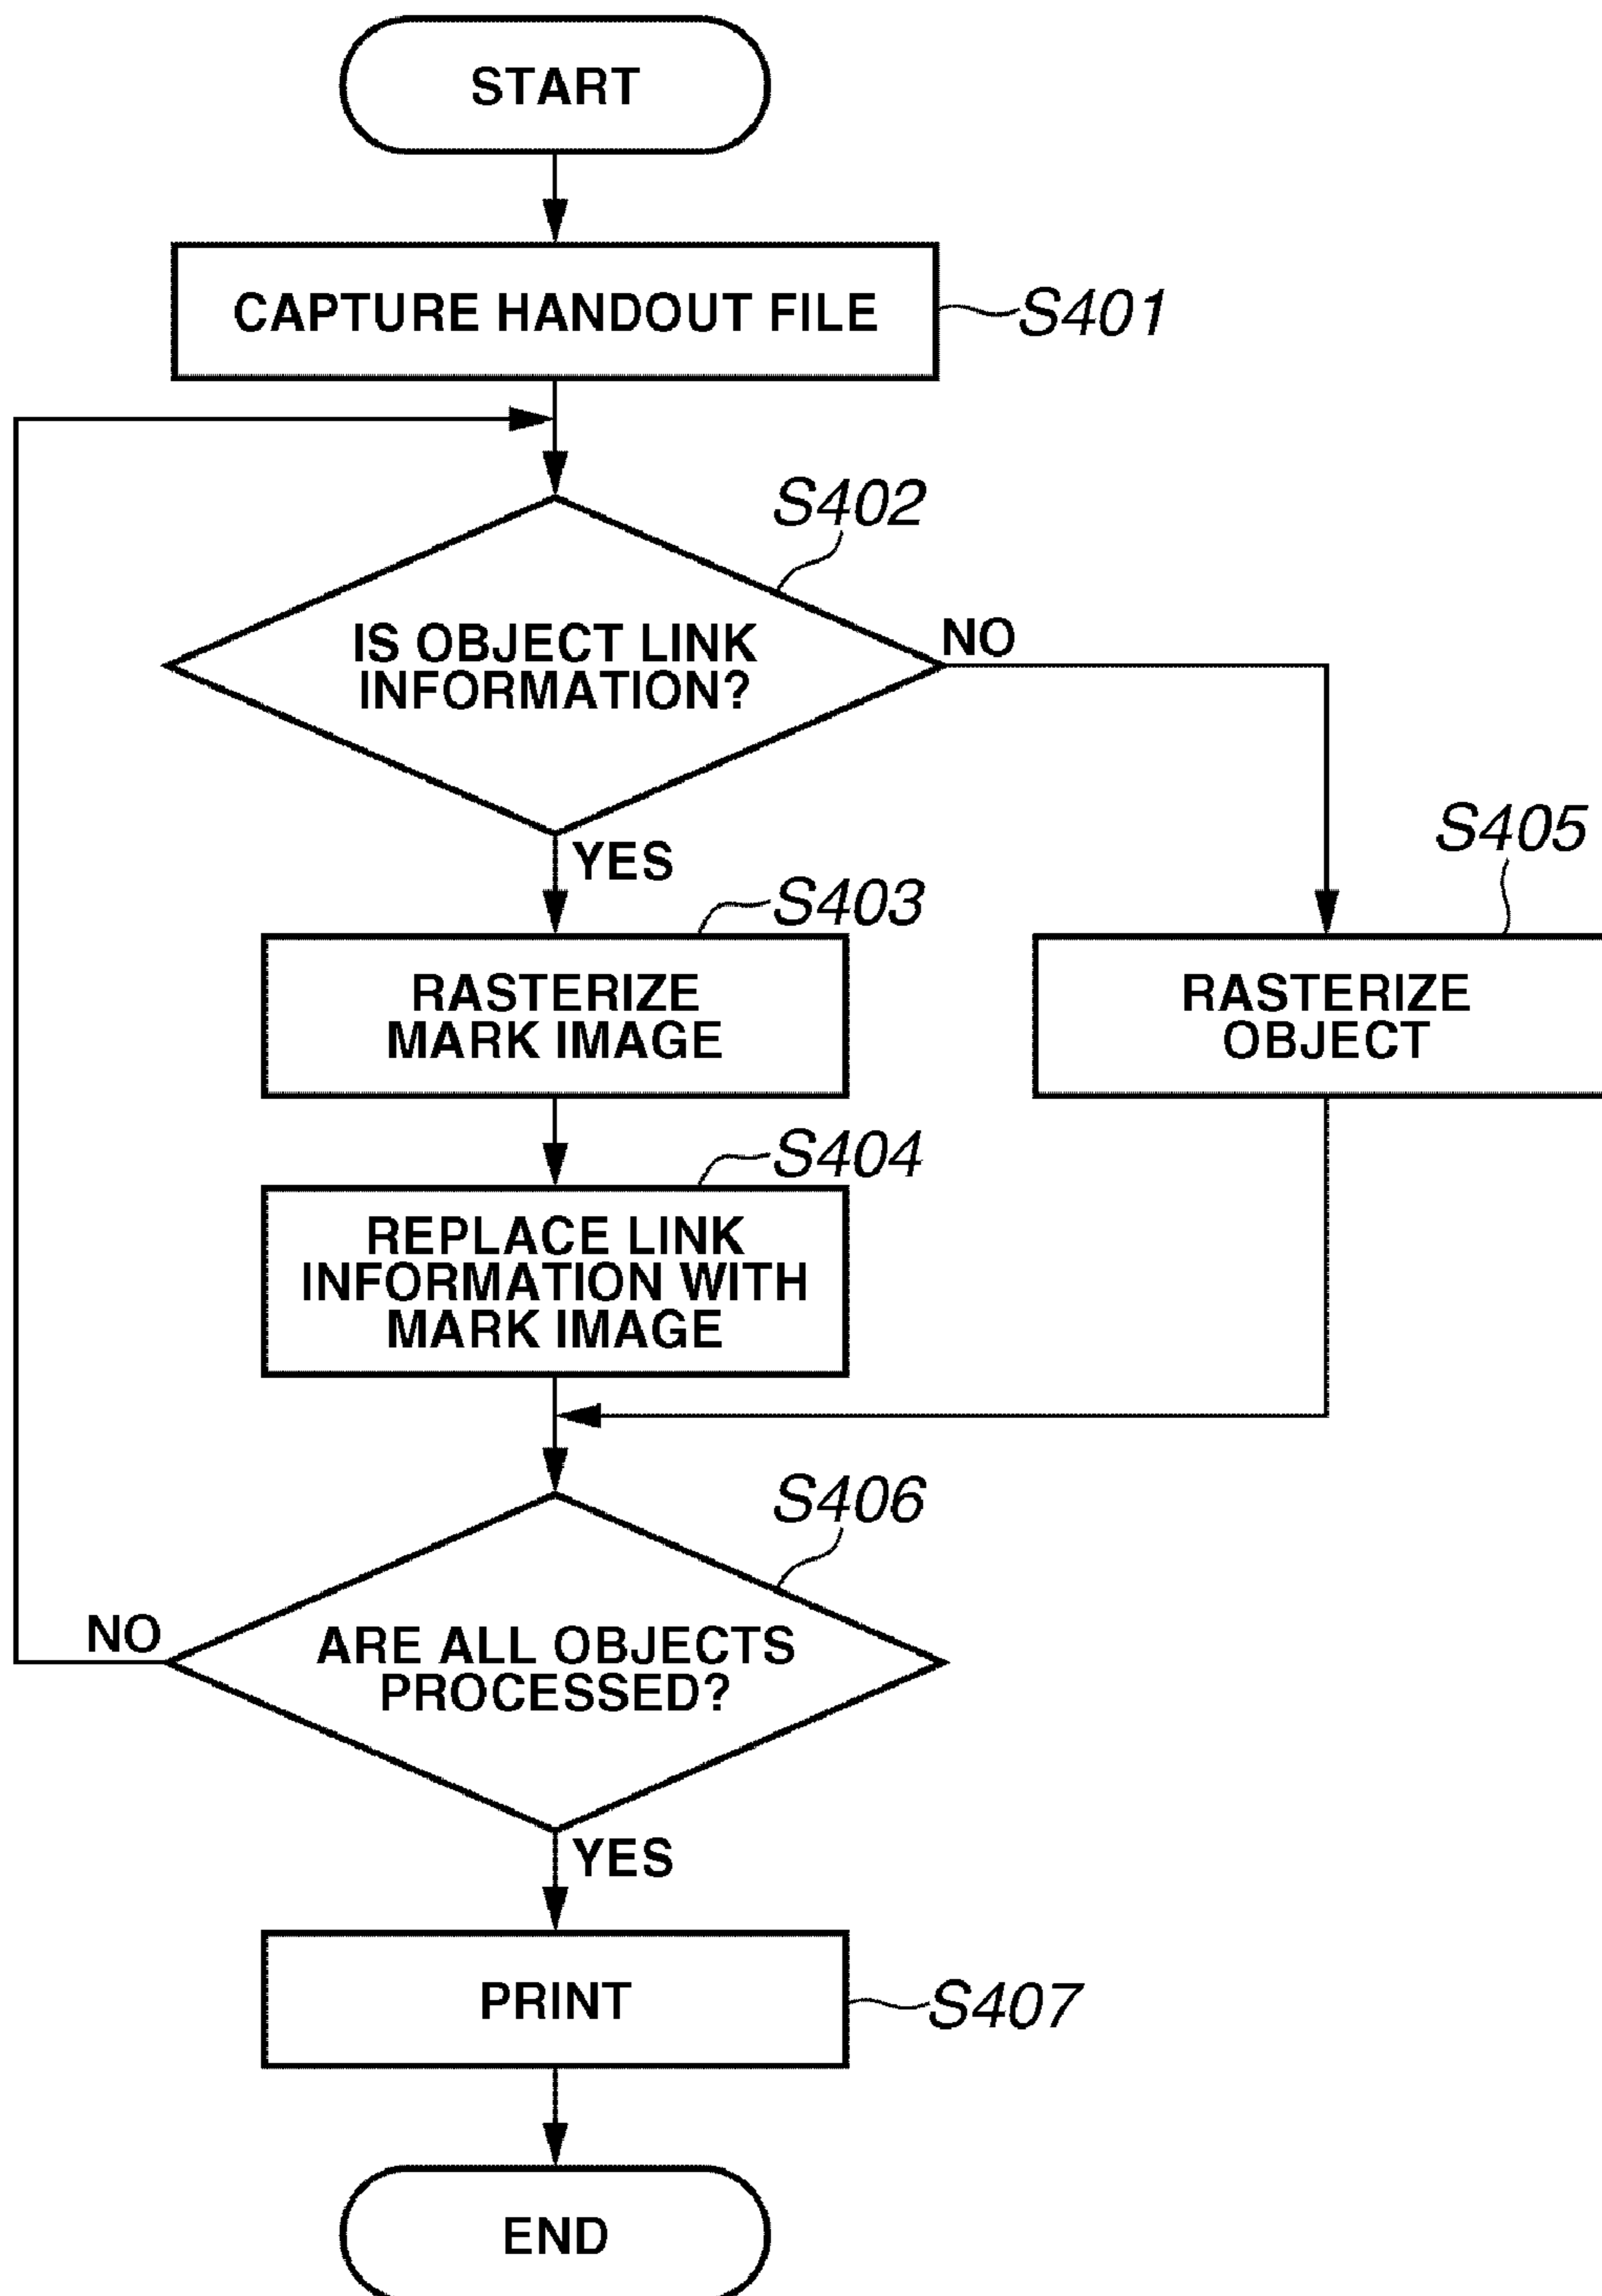 START
CAPTURE HANDOUT FILE
S401
S402
IS OBJECT LINK
INFORMATION?
NO
YES
S403
S405
RASTERIZE
MARK IMAGE
RASTERIZE
OBJECT
S404
REPLACE LINK
INFORMATION WITH
MARK IMAGE
S406
ARE ALL OBJECTS
PROCESSED?
NO
YES
PRINT
S407
END